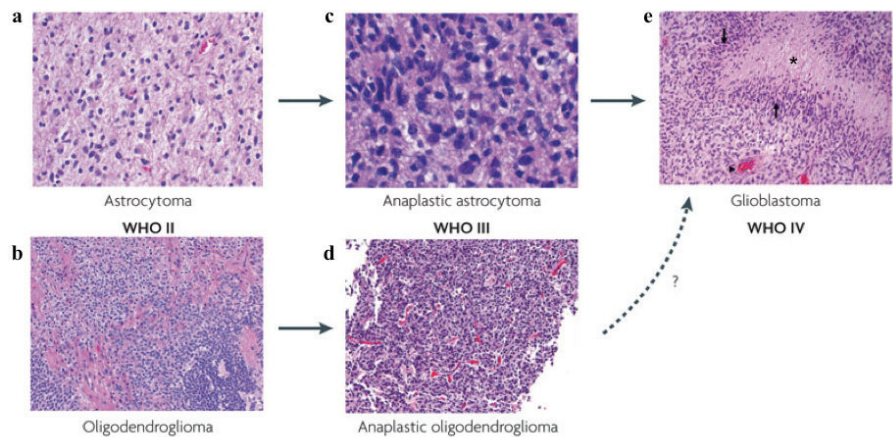 a
c
e
*
Astrocytoma
Anaplastic astrocytoma
Glioblastoma
WHO II
WHO III
WHO IV
b
d
?
Oligodendroglioma
Anaplastic oligodendroglioma